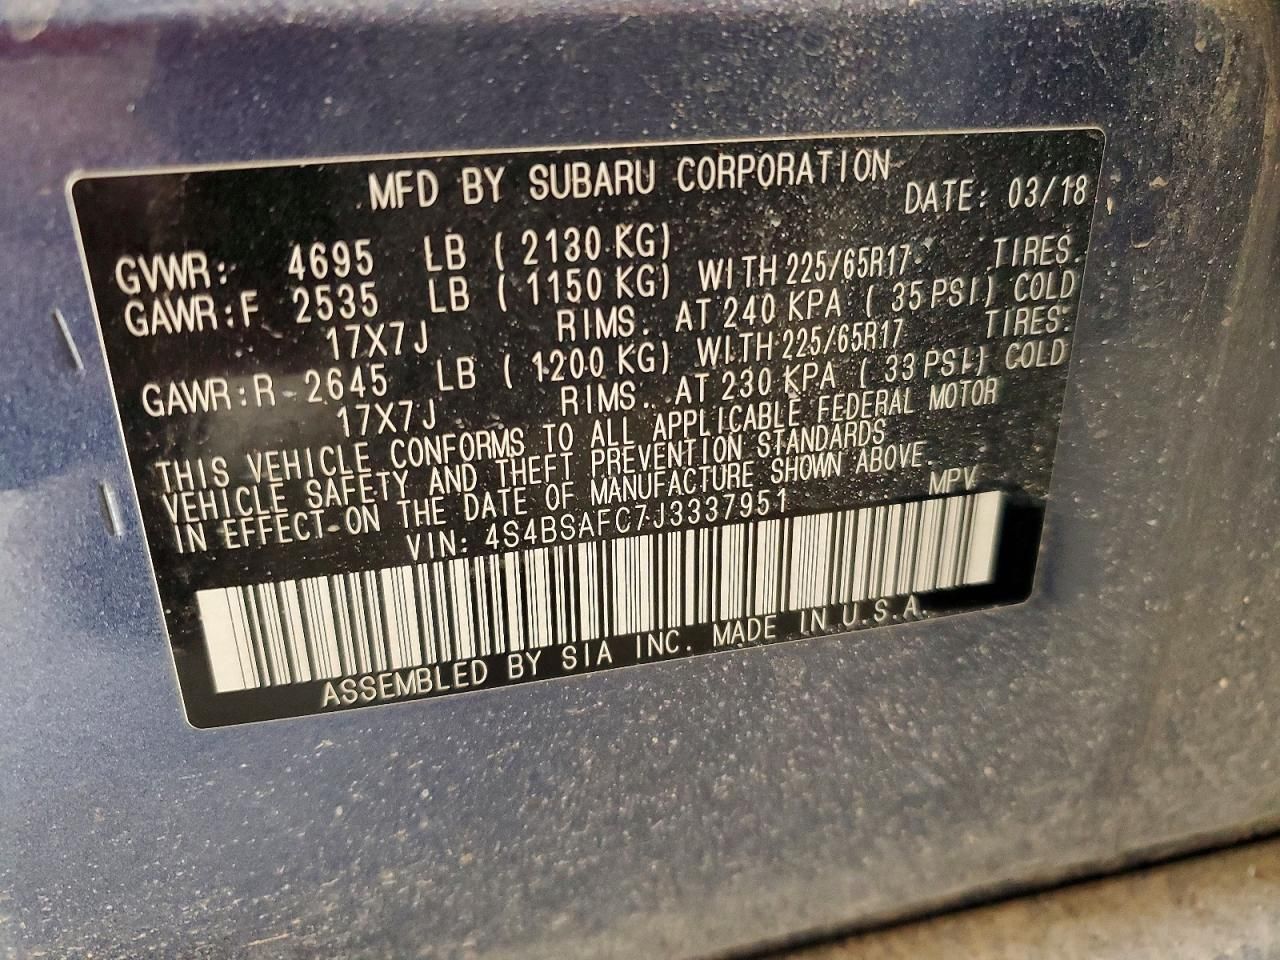 MFD BY SUBARU CORPORATION
DATE: 03/18
GVWR: 4695 LB ( 2130 KG)
GAWR:F 2535 LB ( 1150 KG) WITH 225/65R17 TIRES.
17X7J RIMS. AT 240 KPA ( 35 PSI) COLD
GAWR:R 2645 LB ( 1200 KG) WITH 225/65R17 TIRES.
17X7J RIMS. AT 230 KPA ( 33 PSI) COLD
THIS VEHICLE CONFORMS TO ALL APPLICABLE FEDERAL MOTOR
VEHICLE SAFETY AND THEFT PREVENTION STANDARDS
IN EFFECT ON THE DATE OF MANUFACTURE SHOWN ABOVE.
VIN: 4S4BSAFC7J3337951 MPV
ASSEMBLED BY SIA INC. MADE IN U.S.A.